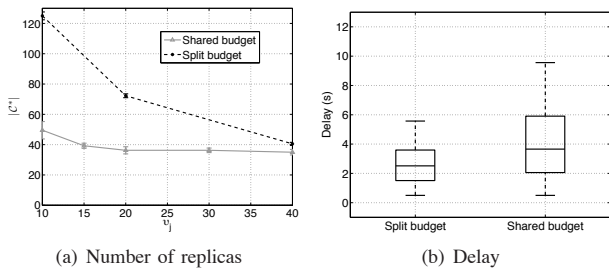 120
100
80
60
40
20
0
|C*|
Shared budget
Split budget
10 15 20 25 30 35 40
υj
(a) Number of replicas
12
10
8
6
4
2
0
Delay (s)
Split budget Shared budget
(b) Delay